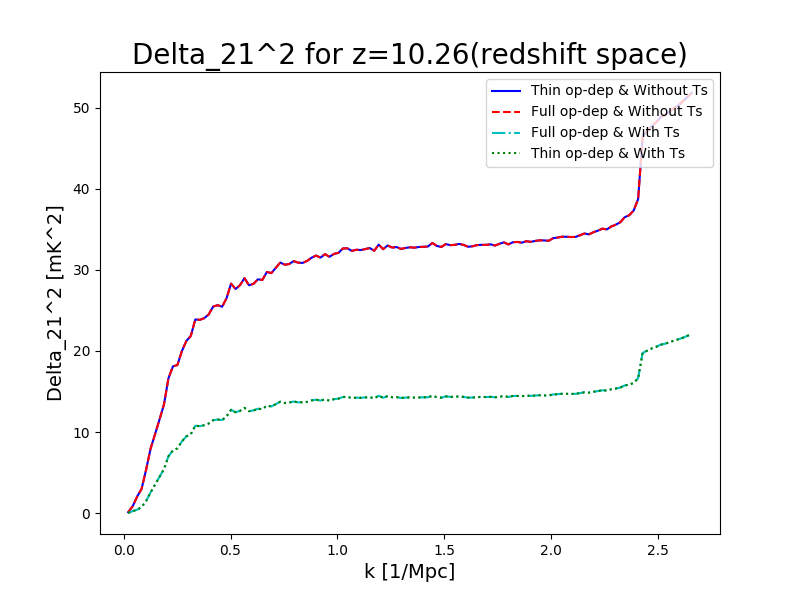 Delta_21^2 for z=10.26(redshift space)
Thin op-dep & Without Ts
Full op-dep & Without Ts
Full op-dep & With Ts
Thin op-dep & With Ts
Delta_21^2 [mK^2]
50
40
30
20
10
0
0.0 0.5 1.0 1.5 2.0 2.5
k [1/Mpc]